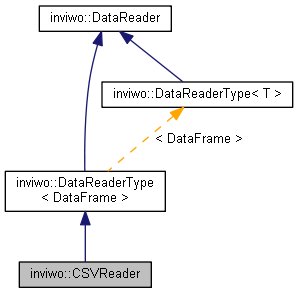 inviwo::DataReader
inviwo::DataReaderType< T >
< DataFrame >
inviwo::DataReaderType
< DataFrame >
inviwo::CSVReader